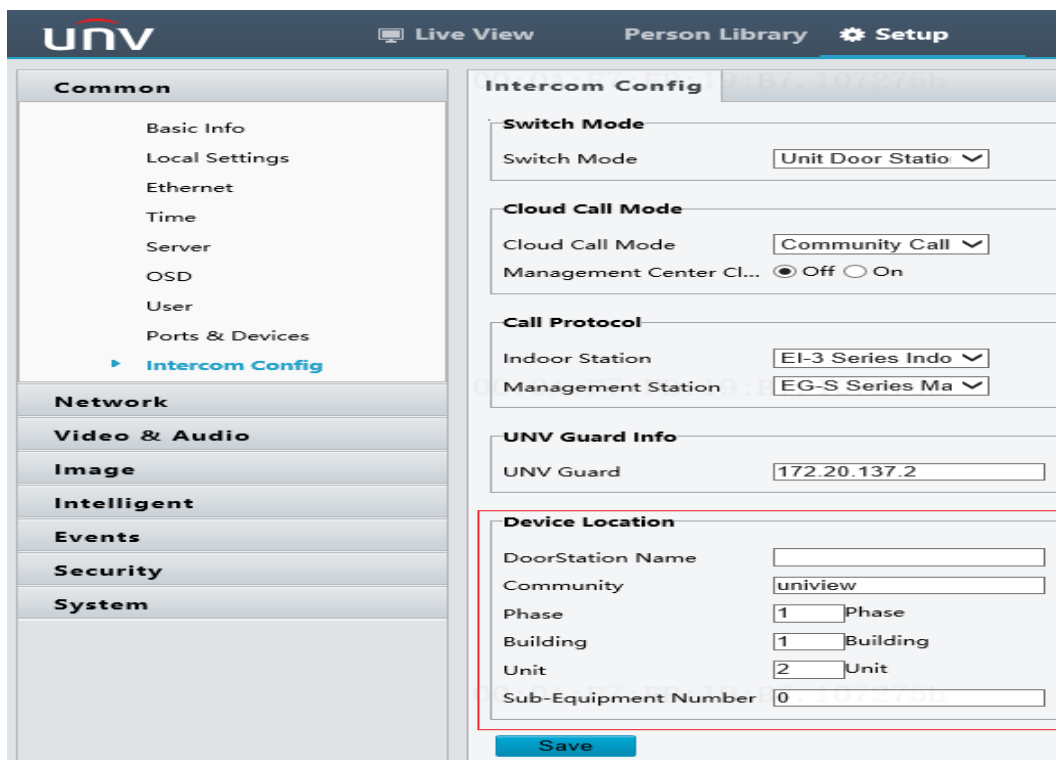 unv
Live View Person Library Setup
Common
Basic Info
Local Settings
Ethernet
Time
Server
OSD
User
Ports & Devices
Intercom Config
Network
Video & Audio
Image
Intelligent
Events
Security
System
Intercom Config
Switch Mode
Switch Mode Unit Door Statio
Cloud Call Mode
Cloud Call Mode Community Call
Management Center Cl... Off On
Call Protocol
Indoor Station EI-3 Series Indo
Management Station EG-S Series Ma
UNV Guard Info
UNV Guard 172.20.137.2
Device Location
DoorStation Name
Community uniview
Phase 1 Phase
Building 1 Building
Unit 2 Unit
Sub-Equipment Number 0
Save